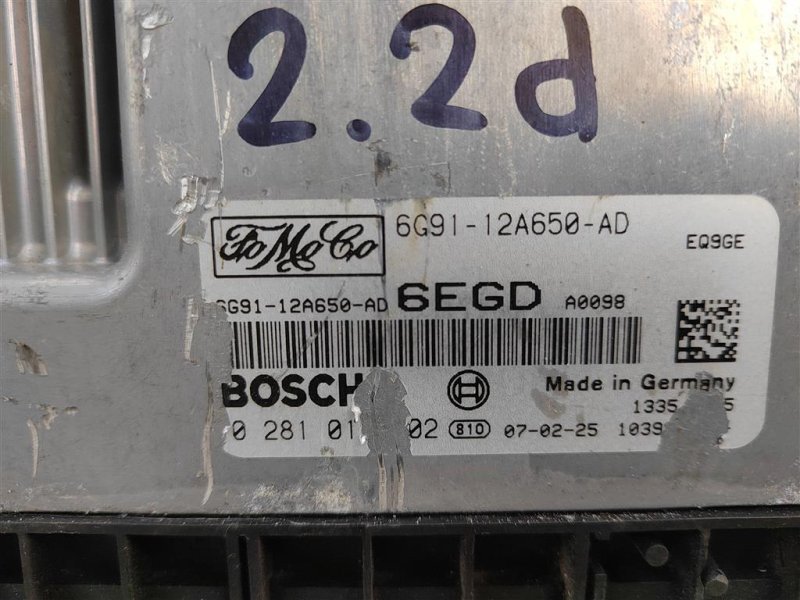 2.2d
FoMoCo 6G91-12A650-AD
EQ9GE
6G91-12A650-AD 6EGD A0098
BOSCH
Made in Germany
0 281 01 02 810 07-02-25